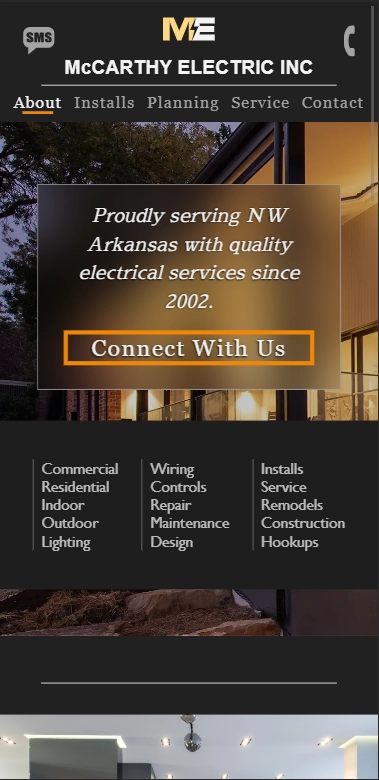 SMS
ME
McCARTHY ELECTRIC INC
About Installs Planning Service Contact
Proudly serving NW
Arkansas with quality
electrical services since
2002.
Connect With Us
Commercial
Residential
Indoor
Outdoor
Lighting
Wiring
Controls
Repair
Maintenance
Design
Installs
Service
Remodels
Construction
Hookups